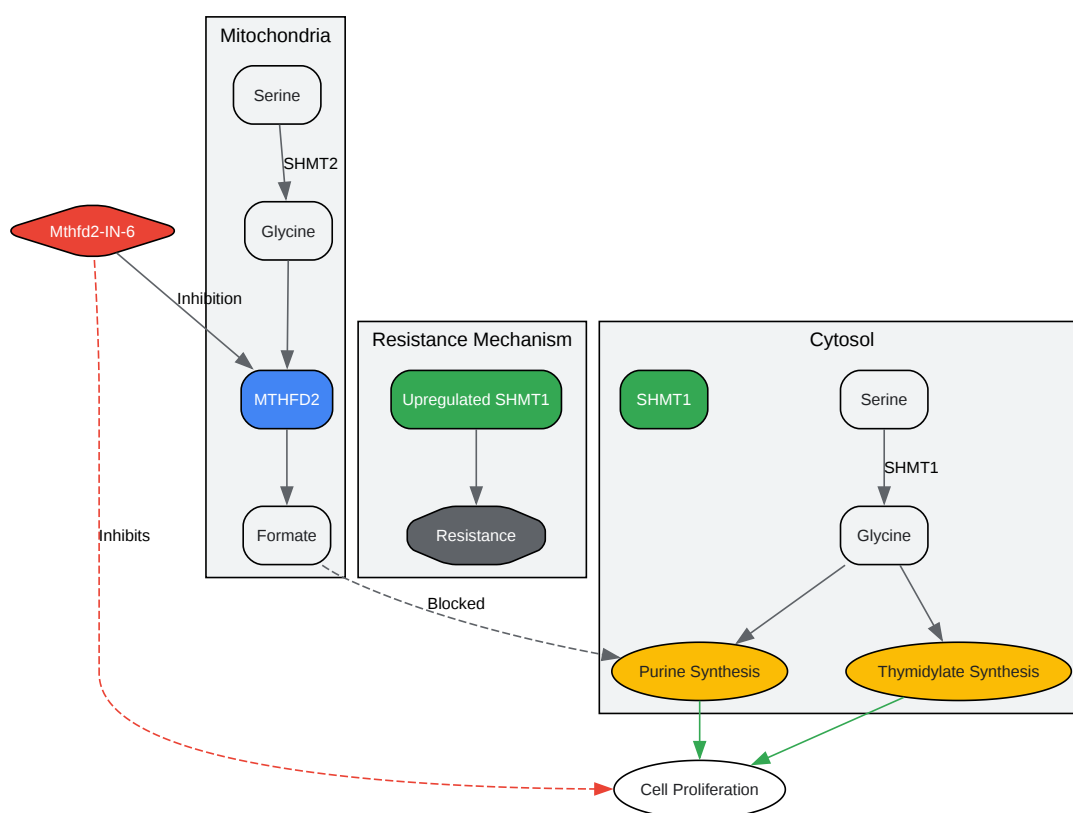 Mitochondria
Serine
SHMT2
Glycine
Mthfd2-IN-6
Inhibition
MTHFD2
Formate
Inhibits
Blocked
Resistance Mechanism
Upregulated SHMT1
Resistance
Cytosol
SHMT1
Serine
SHMT1
Glycine
Purine Synthesis
Thymidylate Synthesis
Cell Proliferation